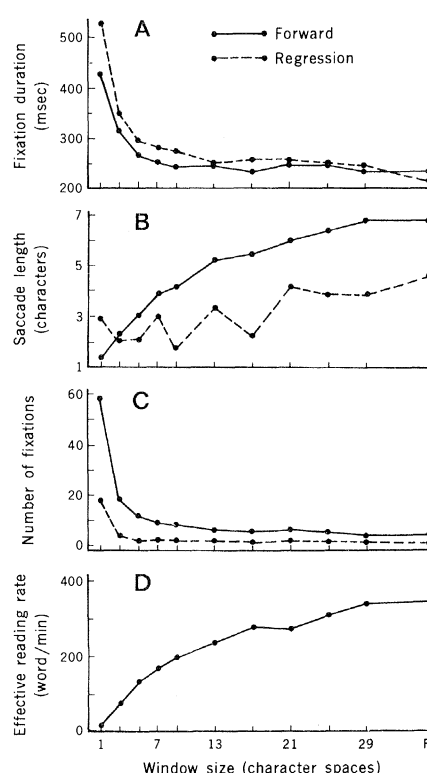 A
Forward
Regression
Fixation duration
(msec)
500
400
300
200
B
Saccade length
(characters)
7
5
3
1
C
Number of fixations
60
40
20
0
D
Effective reading rate
(word/min)
400
200
0
1 7 13 21 29 F
Window size (character spaces)